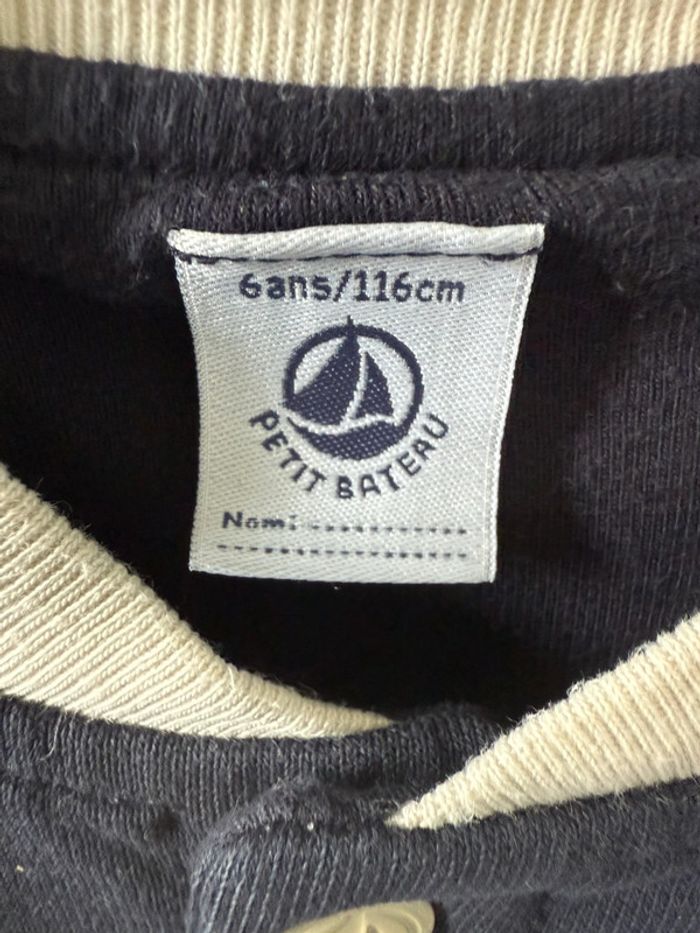 6ans/116cm
PETIT BATEAU
Nom: ...........